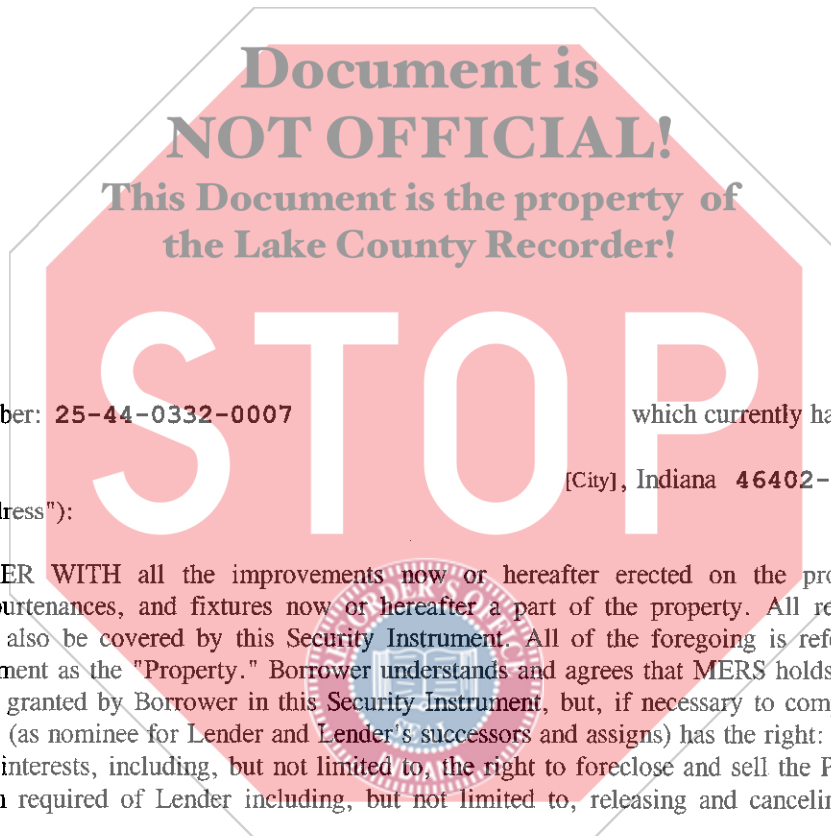 Document is
NOT OFFICIAL!
This Document is the property of
the Lake County Recorder!
STOP
ber: 25-44-0332-0007 which currently ha
[City], Indiana 46402-
dress"):
ER WITH all the improvements now or hereafter erected on the pro
purtenances, and fixtures now or hereafter a part of the property. All re
also be covered by this Security Instrument. All of the foregoing is refe
ment as the "Property." Borrower understands and agrees that MERS holds
granted by Borrower in this Security Instrument, but, if necessary to com
(as nominee for Lender and Lender's successors and assigns) has the right:
interests, including, but not limited to, the right to foreclose and sell the P
n required of Lender including, but not limited to, releasing and cancelin
RECORDER'S OFFICE
SEAL
INDIANA